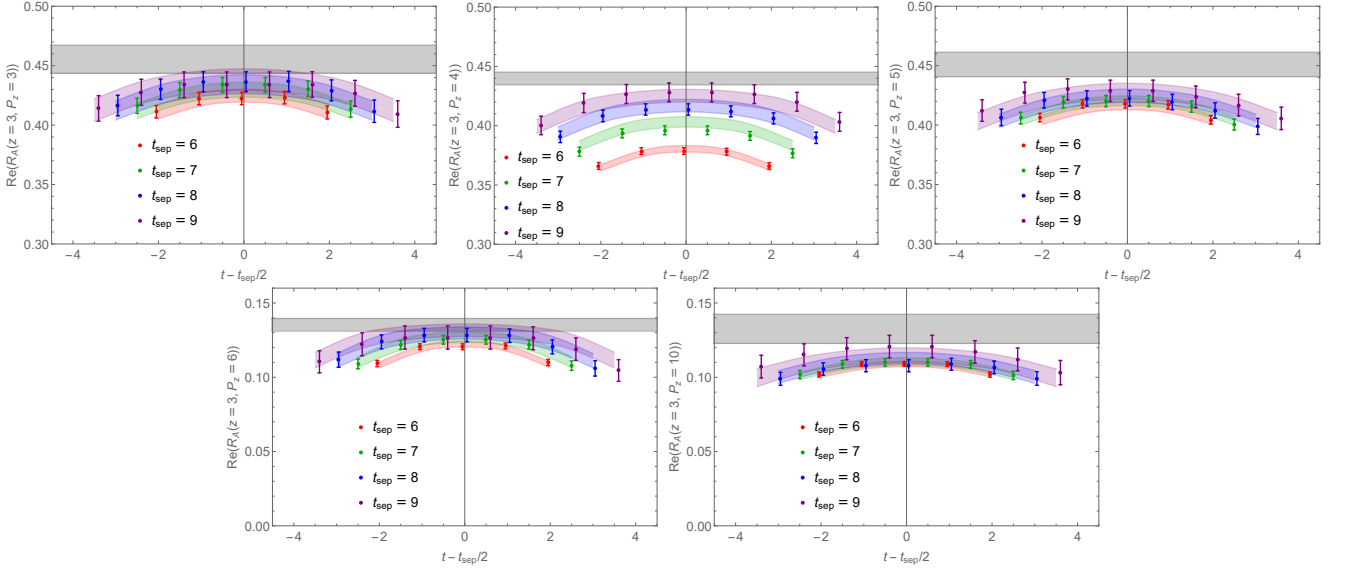 0.50
0.45
0.40
0.35
0.30
Re(R_A(z = 3, P_z = 3))
t_sep = 6
t_sep = 7
t_sep = 8
t_sep = 9
-4 -2 0 2 4
t - t_sep/2
0.50
0.45
0.40
0.35
0.30
Re(R_A(z = 3, P_z = 4))
t_sep = 6
t_sep = 7
t_sep = 8
t_sep = 9
-4 -2 0 2 4
t - t_sep/2
0.50
0.45
0.40
0.35
0.30
Re(R_A(z = 3, P_z = 5))
t_sep = 6
t_sep = 7
t_sep = 8
t_sep = 9
-4 -2 0 2 4
t - t_sep/2
0.15
0.10
0.05
0.00
Re(R_A(z = 3, P_z = 6))
t_sep = 6
t_sep = 7
t_sep = 8
t_sep = 9
-4 -2 0 2 4
t - t_sep/2
0.15
0.10
0.05
0.00
Re(R_A(z = 3, P_z = 10))
t_sep = 6
t_sep = 7
t_sep = 8
t_sep = 9
-4 -2 0 2 4
t - t_sep/2